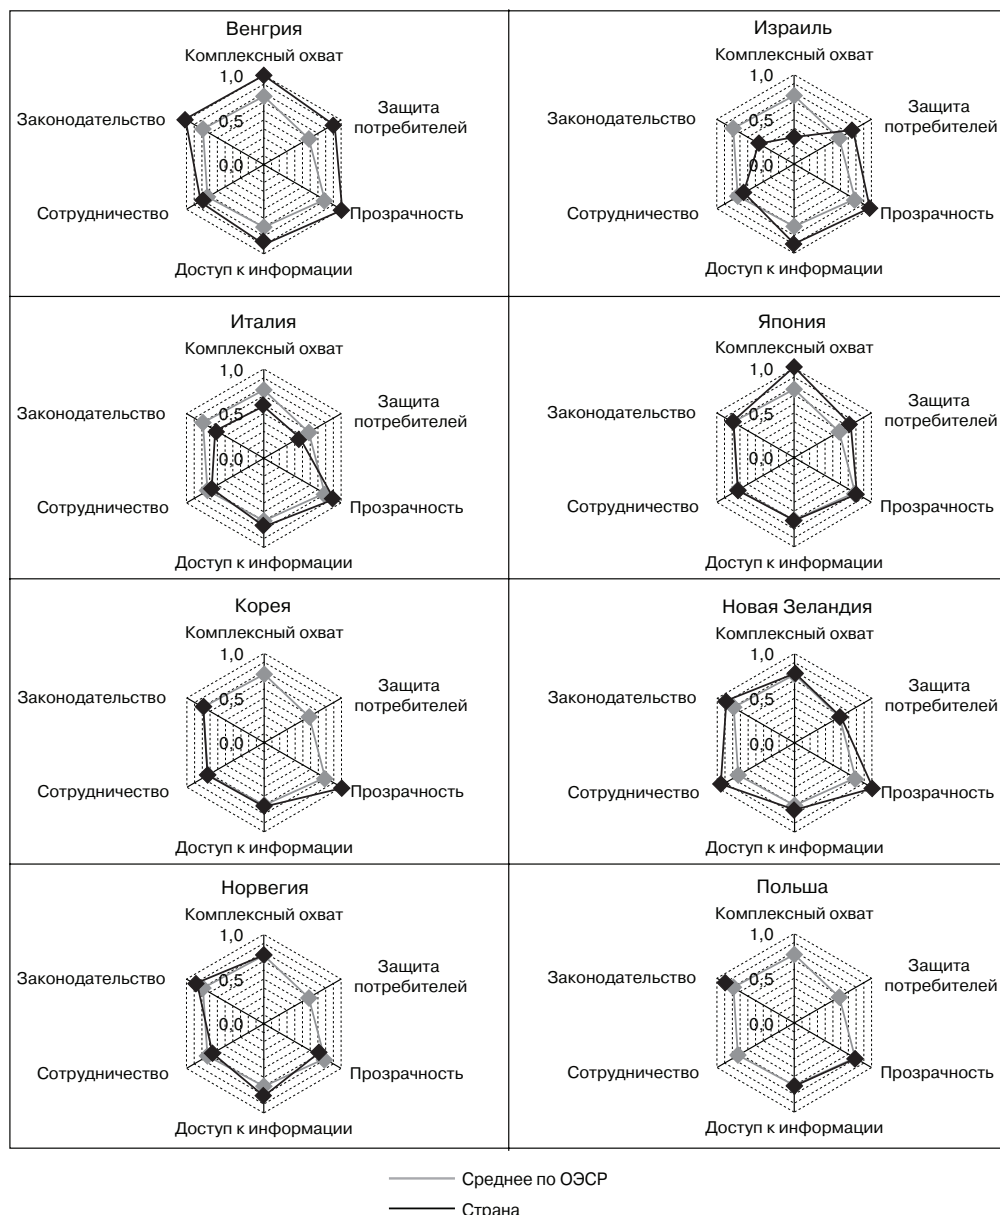 Венгрия
Комплексный охват
1,0
0,5
0,0
Защита
потребителей
Прозрачность
Доступ к информации
Сотрудничество
Законодательство
Израиль
Комплексный охват
1,0
0,5
0,0
Защита
потребителей
Прозрачность
Доступ к информации
Сотрудничество
Законодательство
Италия
Комплексный охват
1,0
0,5
0,0
Защита
потребителей
Прозрачность
Доступ к информации
Сотрудничество
Законодательство
Япония
Комплексный охват
1,0
0,5
0,0
Защита
потребителей
Прозрачность
Доступ к информации
Сотрудничество
Законодательство
Корея
Комплексный охват
1,0
0,5
0,0
Защита
потребителей
Прозрачность
Доступ к информации
Сотрудничество
Законодательство
Новая Зеландия
Комплексный охват
1,0
0,5
0,0
Защита
потребителей
Прозрачность
Доступ к информации
Сотрудничество
Законодательство
Норвегия
Комплексный охват
1,0
0,5
0,0
Защита
потребителей
Прозрачность
Доступ к информации
Сотрудничество
Законодательство
Польша
Комплексный охват
1,0
0,5
0,0
Защита
потребителей
Прозрачность
Доступ к информации
Сотрудничество
Законодательство
Среднее по ОЭСР
Страна